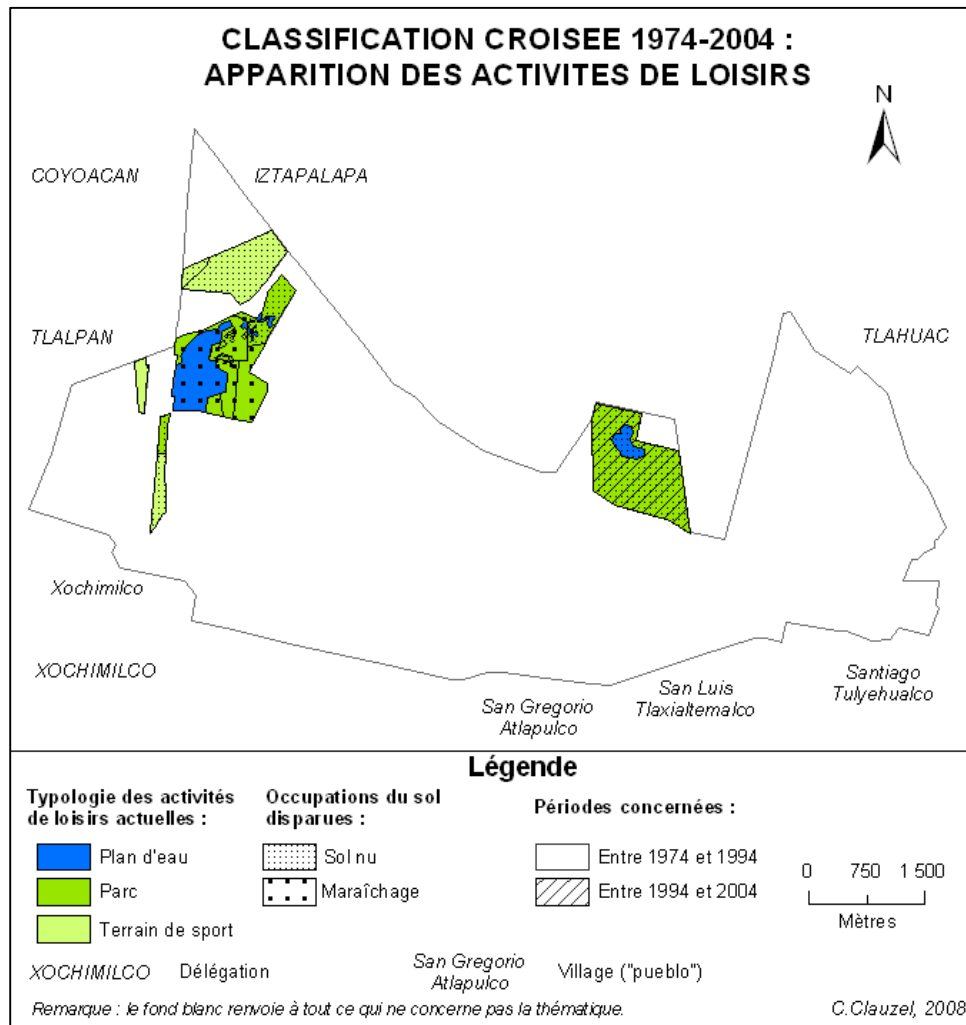 CLASSIFICATION CROISEE 1974-2004 :
APPARITION DES ACTIVITES DE LOISIRS
N
COYOACAN
IZTAPALAPA
TLALPAN
TLAHUAC
Xochimilco
XOCHIMILCO
San Gregorio
Atlapulco
San Luis
Tlaxialtemalco
Santiago
Tulyehualco
Légende
Typologie des activités
de loisirs actuelles :
Plan d'eau
Parc
Terrain de sport
Occupations du sol
disparues :
Sol nu
Maraîchage
Périodes concernées :
Entre 1974 et 1994
Entre 1994 et 2004
0 750 1 500
Mètres
XOCHIMILCO Délégation
San Gregorio
Atlapulco
Village ("pueblo")
Remarque : le fond blanc renvoie à tout ce qui ne concerne pas la thématique.
C.Clauzel, 2008